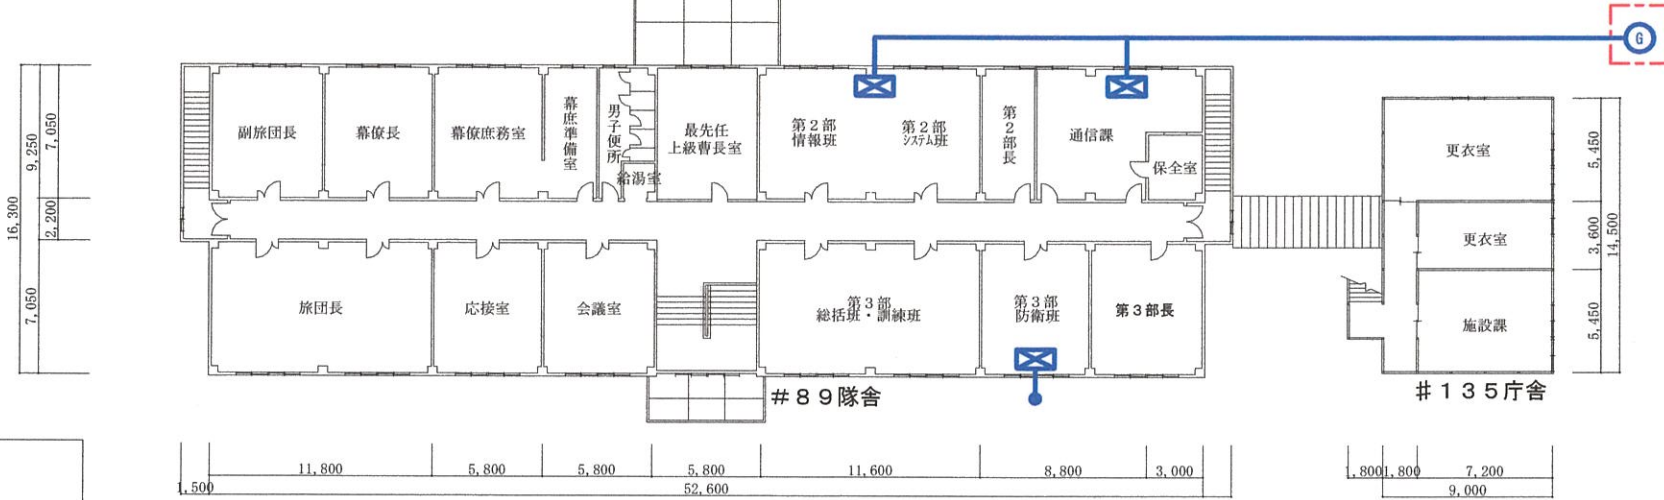 G
副旅団長
幕僚長
幕僚庶務室
幕庶準備室
男子便所
給湯室
最先任
上級曹長室
第２部
情報班
第２部
システム班
第２部長
通信課
保全室
更衣室
更衣室
施設課
旅団長
応接室
会議室
第３部
総括班・訓練班
第３部
防衛班
第３部長
＃８９隊舎
＃１３５庁舎
16,300
9,250
7,050
2,200
7,050
5,450
3,600
14,500
5,450
11,800
5,800
5,800
5,800
11,600
8,800
3,000
1,500
52,600
1,800
1,800
7,200
9,000